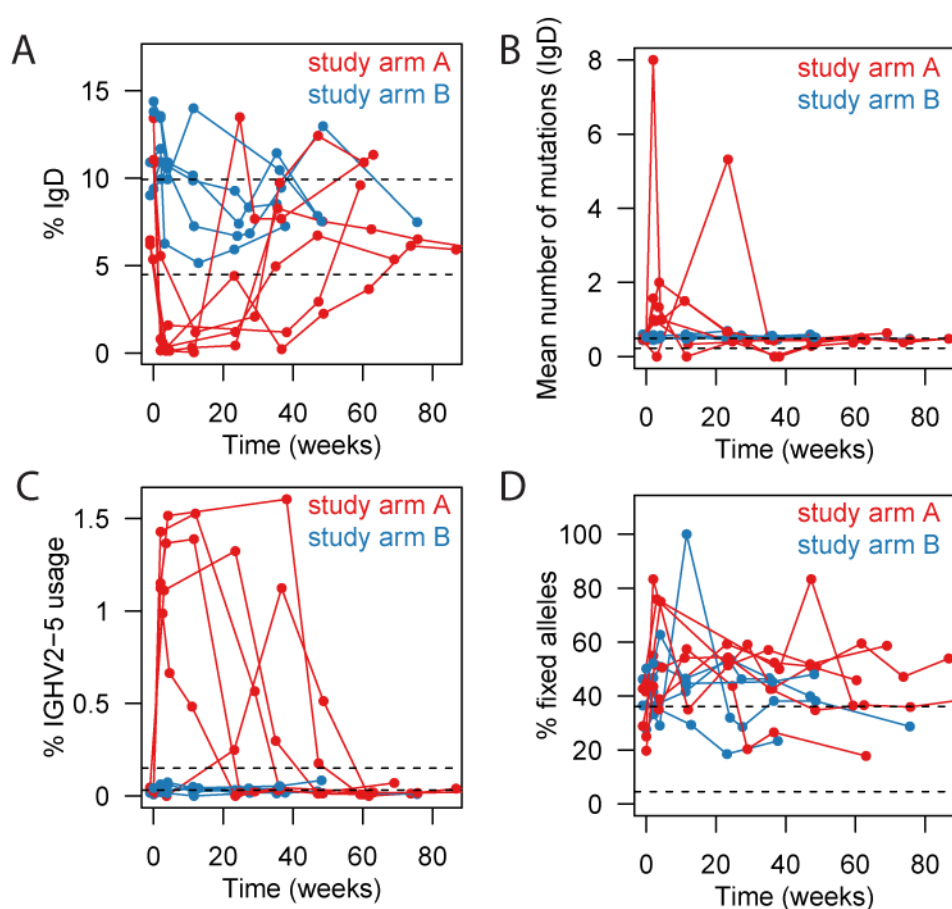 A
study arm A
study arm B
% IgD
15
10
5
0
0 20 40 60 80
Time (weeks)
B
study arm A
study arm B
Mean number of mutations (IgD)
8
6
4
2
0
0 20 40 60 80
Time (weeks)
C
study arm A
study arm B
% IGHV2−5 usage
1.5
1
0.5
0
0 20 40 60 80
Time (weeks)
D
study arm A
study arm B
% fixed alleles
100
80
60
40
20
0
0 20 40 60 80
Time (weeks)